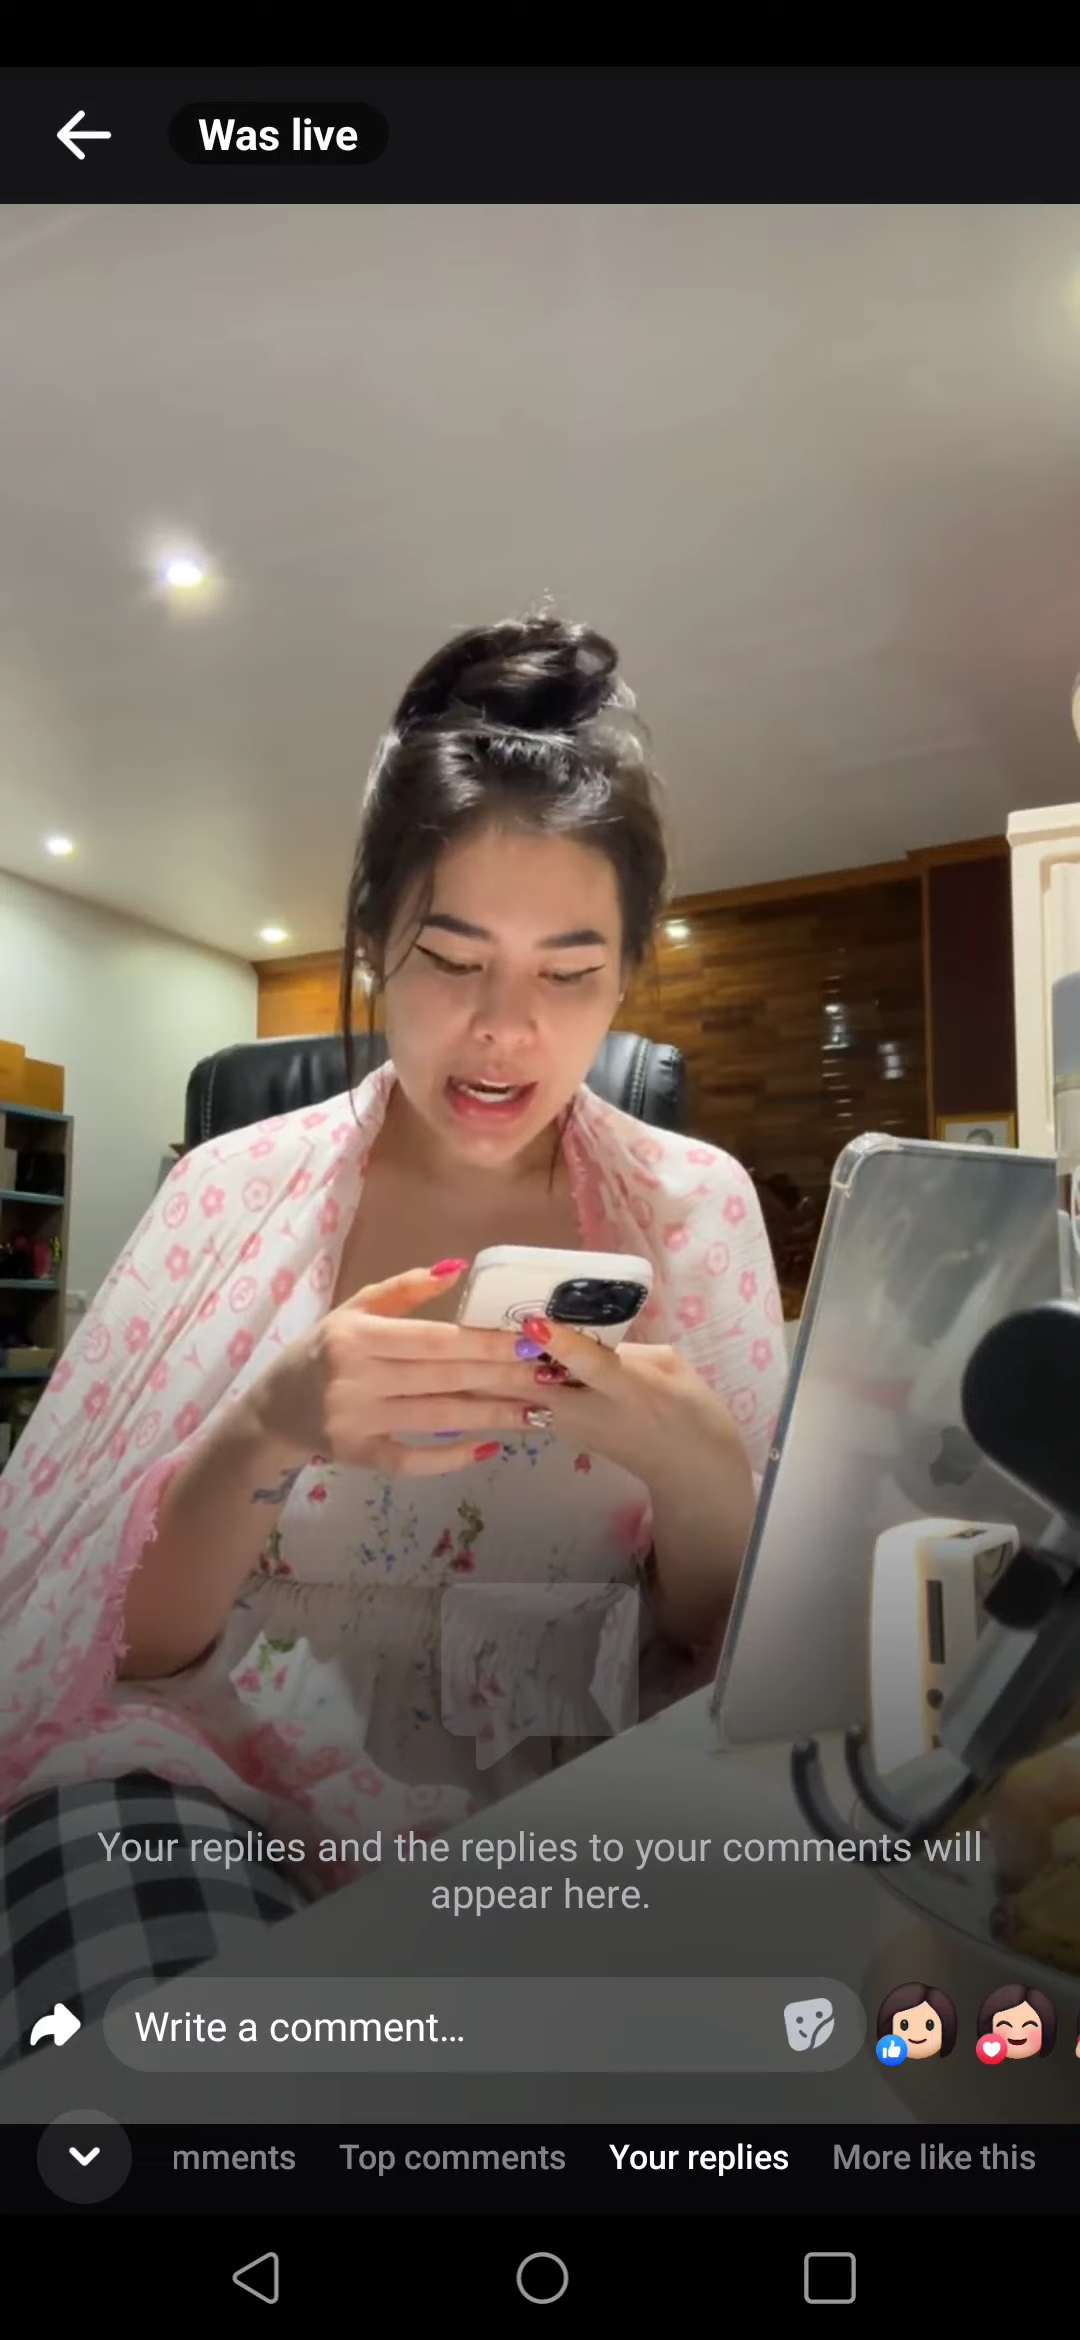 Was live
Your replies and the replies to your comments will
appear here.
Write a comment...
mments
Top comments
Your replies
More like this